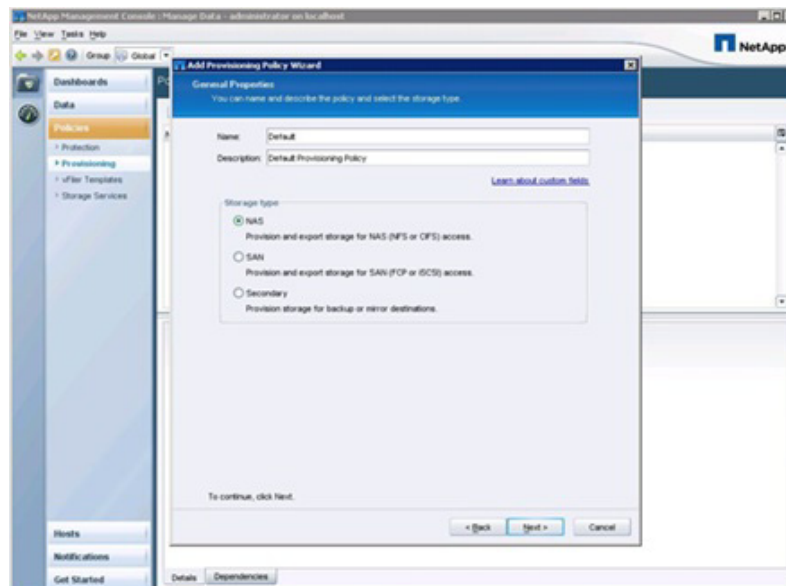 NetApp Management Console : Manage Data - administrator on localhost
File View Tasks Help
Group Global
NetApp
Dashboards
Data
Policies
Protection
Provisioning
vFiler Templates
Storage Services
Hosts
Notifications
Get Started
Add Provisioning Policy Wizard
General Properties
You can name and describe the policy and select the storage type.
Name: Default
Description: Default Provisioning Policy
Learn about custom fields
Storage type
NAS
Provision and export storage for NAS (NFS or CIFS) access.
SAN
Provision and export storage for SAN (FCP or iSCSI) access.
Secondary
Provision storage for backup or mirror destinations.
To continue, click Next.
< Back Next > Cancel
Details Dependencies